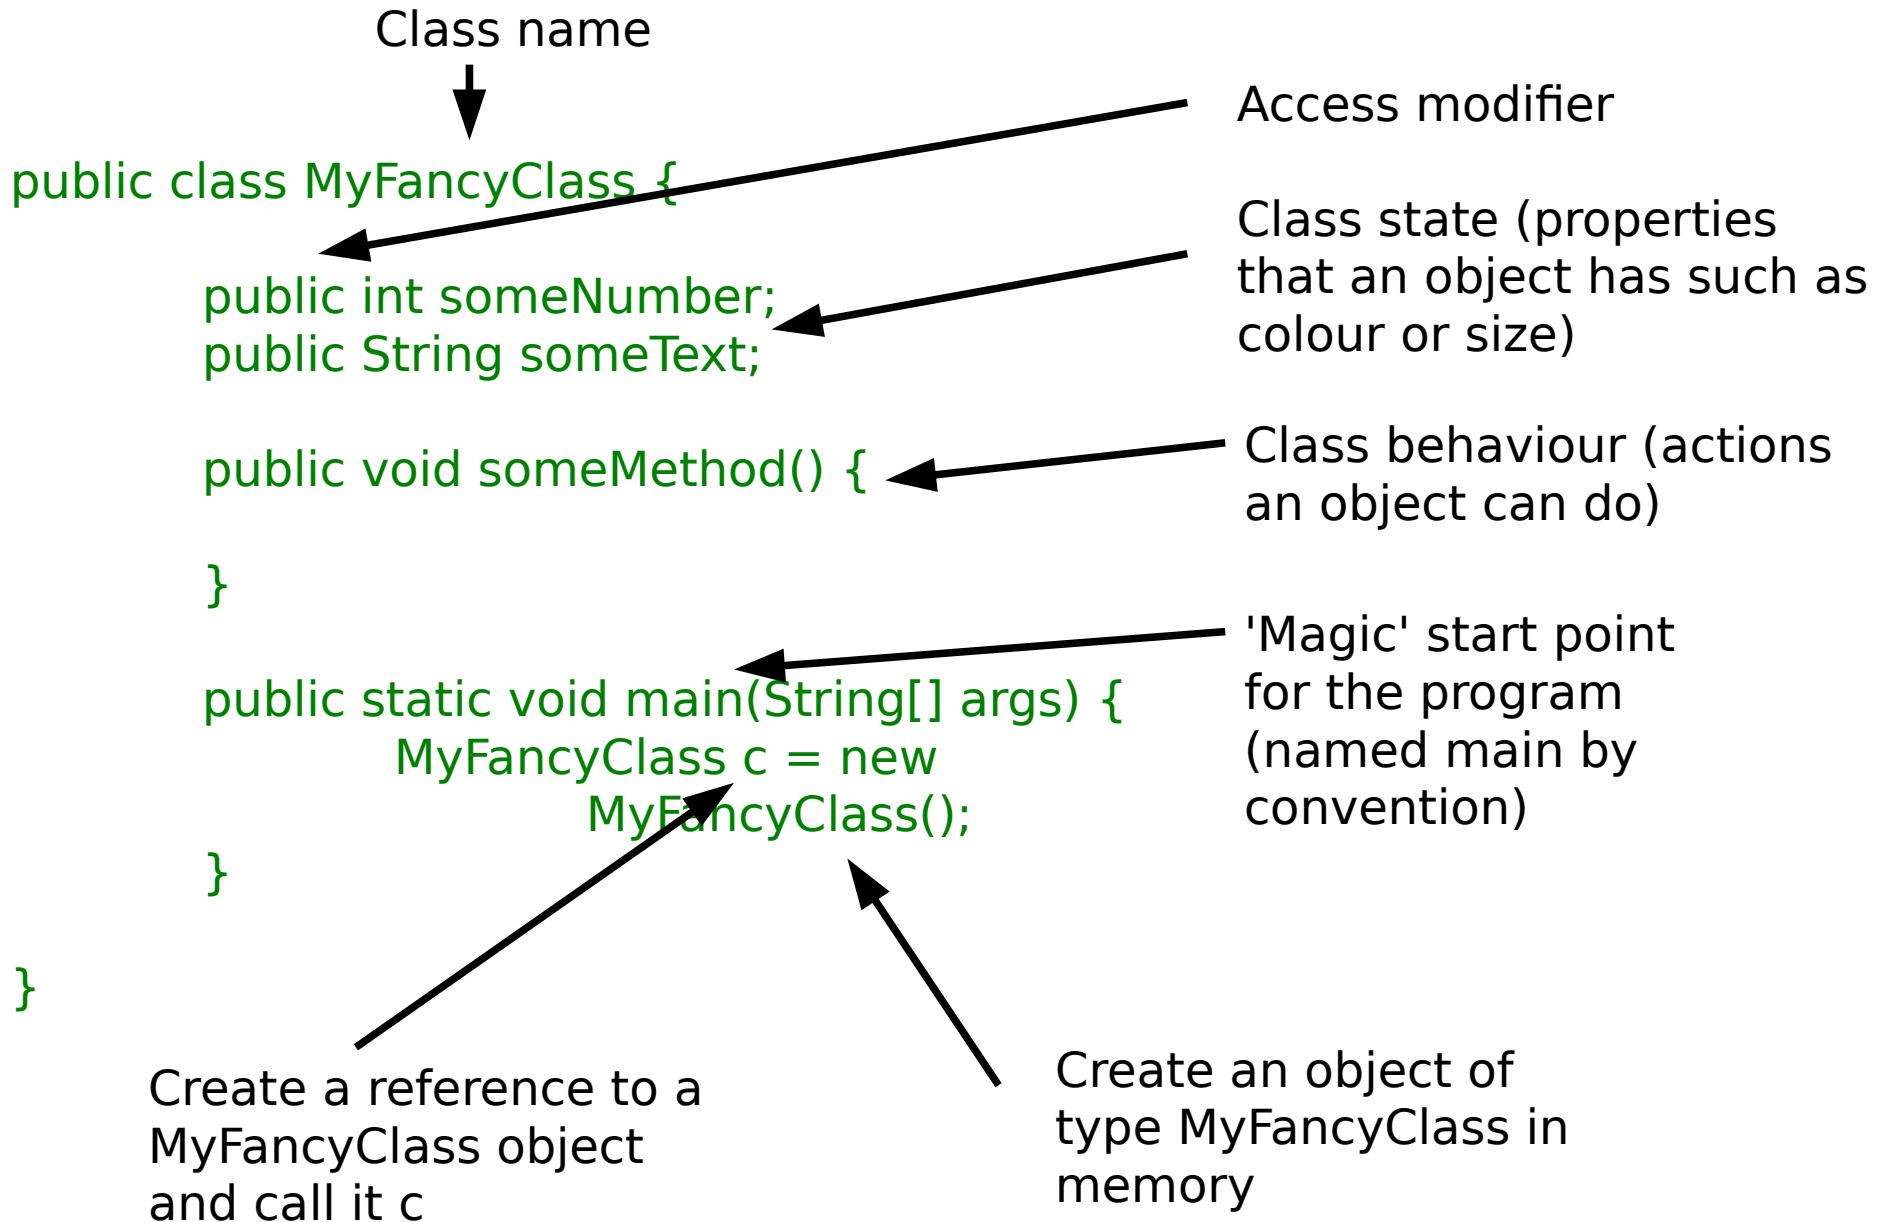 Class name
Access modifier
public class MyFancyClass {
Class state (properties
that an object has such as
colour or size)
public int someNumber;
public String someText;
Class behaviour (actions
an object can do)
public void someMethod() {
}
'Magic' start point
for the program
(named main by
convention)
public static void main(String[] args) {
MyFancyClass c = new
MyFancyClass();
}
}
Create a reference to a
MyFancyClass object
and call it c
Create an object of
type MyFancyClass in
memory